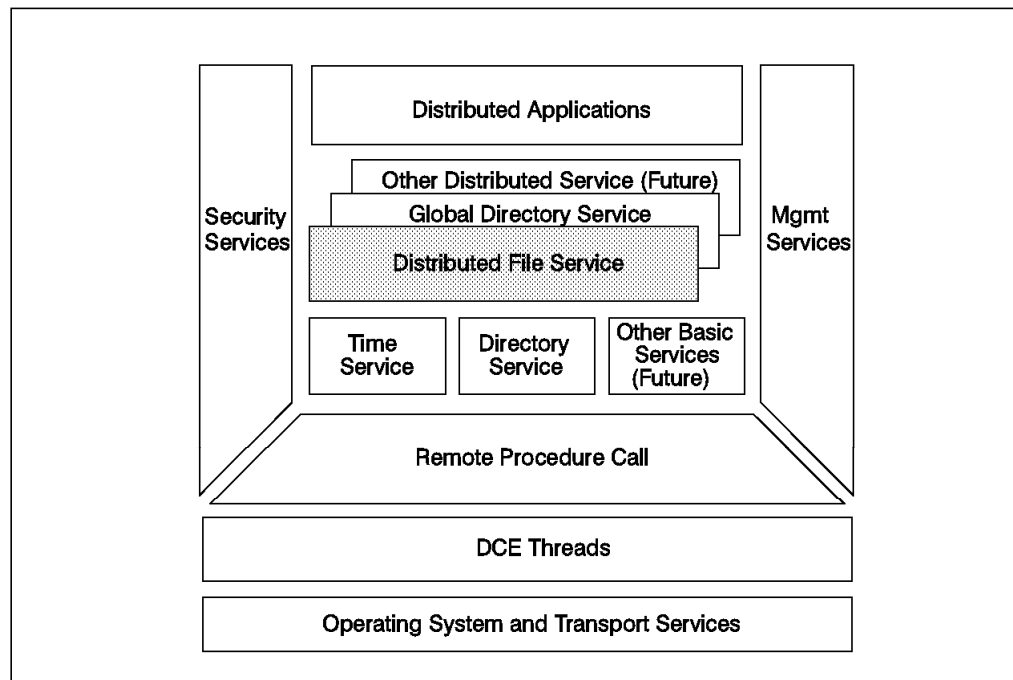 Distributed Applications
Other Distributed Service (Future)
Global Directory Service
Distributed File Service
Security
Services
Mgmt
Services
Time
Service
Directory
Service
Other Basic
Services
(Future)
Remote Procedure Call
DCE Threads
Operating System and Transport Services